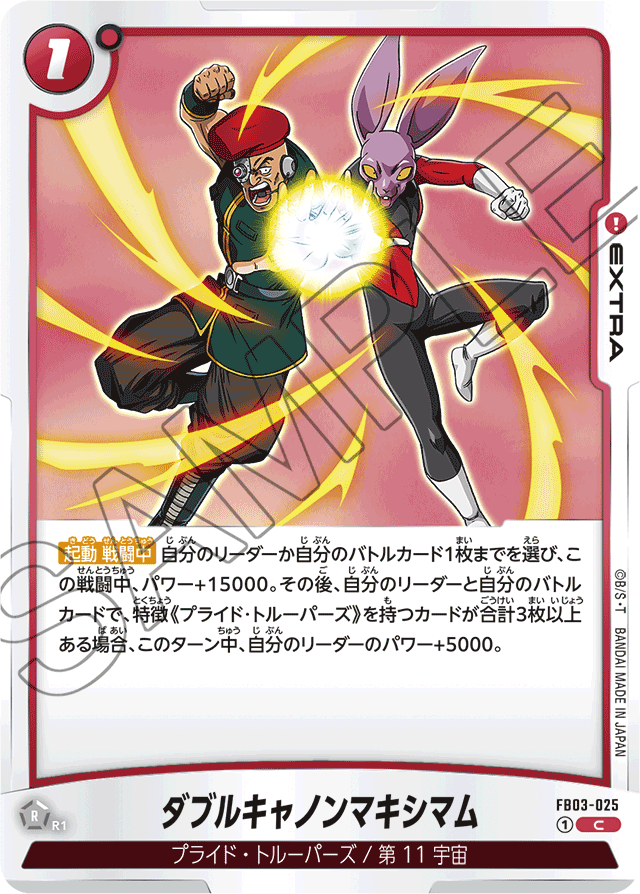 1
! EXTRA
SAMPLE
起動 戦闘中 自分のリーダーか自分のバトルカード1枚までを選び、こ
の戦闘中、パワー+15000。その後、自分のリーダーと自分のバトル
カードで、特徴《プライド・トルーパーズ》を持つカードが合計3枚以上
ある場合、このターン中、自分のリーダーのパワー+5000。
©B/S・T BANDAI MADE IN JAPAN
R R1
ダブルキャノンマキシマム
FB03-025
1 C
プライド・トルーパーズ / 第 11 宇宙